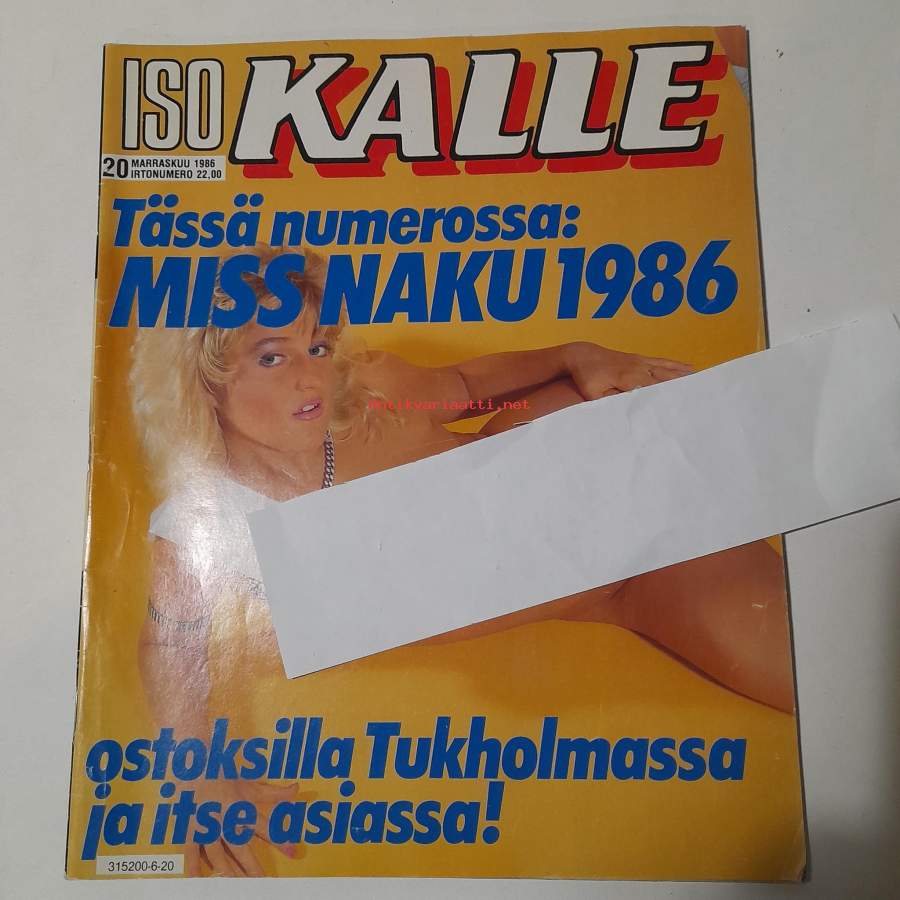 ISO KALLE
20 MARRASKUU 1986
IRTONUMERO 22,00
Tässä numerossa:
MISS NAKU 1986
antikvariaatti.net
ostoksilla Tukholmassa
ja itse asiassa!
315200-6-20